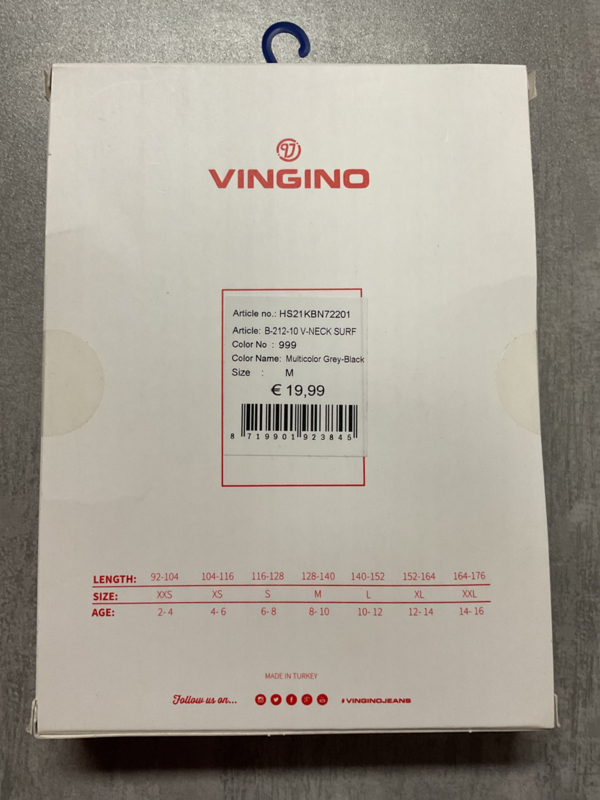 VINGINO
Article no.: HS21KBN72201
Article: B-212-10 V-NECK SURF
Color No : 999
Color Name: Multicolor Grey-Black
Size : M
€ 19,99
8 719901 923845
LENGTH: 92-104 104-116 116-128 128-140 140-152 152-164 164-176
SIZE: XXS XS S M L XL XXL
AGE: 2- 4 4- 6 6- 8 8- 10 10- 12 12- 14 14- 16
MADE IN TURKEY
Follow us on... #VINGINOJEANS